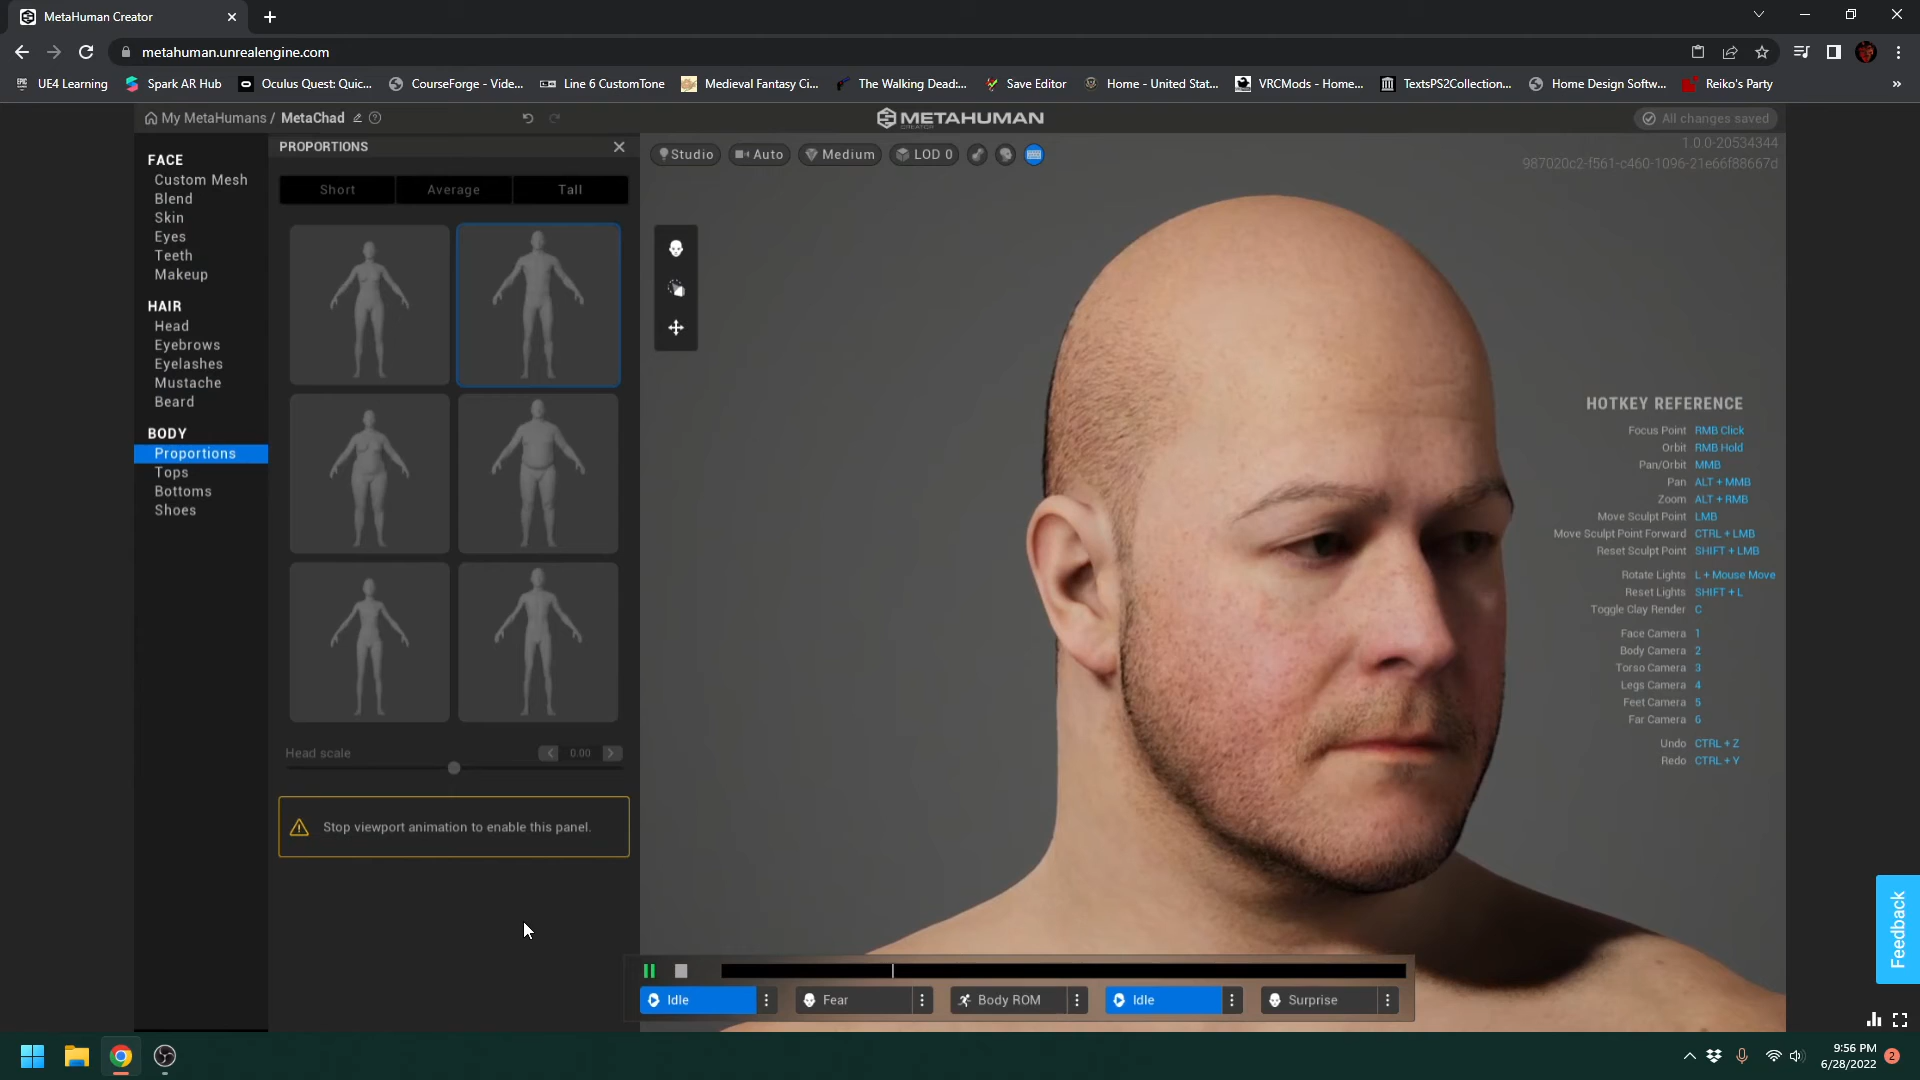 MetaHuman Creator
metahuman.unrealengine.com
UE4 Learning
Spark AR Hub
Oculus Quest: Quic...
CourseForge - Vide...
Line 6 CustomTone
Medieval Fantasy Ci...
The Walking Dead:...
Save Editor
Home - United Stat...
VRCMods - Home...
TextsPS2Collection...
Home Design Softw...
Reiko's Party
»
My MetaHumans / MetaChad
METAHUMAN
CREATOR
All changes saved
1.0.0-20534344
987020c2-f561-c460-1096-21e66f88667d
FACE
Custom Mesh
Blend
Skin
Eyes
Teeth
Makeup
HAIR
Head
Eyebrows
Eyelashes
Mustache
Beard
BODY
Proportions
Tops
Bottoms
Shoes
PROPORTIONS
Short
Average
Tall
Head scale
0.00
Stop viewport animation to enable this panel.
Studio
Auto
Medium
LOD 0
HOTKEY REFERENCE
Focus Point RMB Click
Orbit RMB Hold
Pan/Orbit MMB
Pan ALT + MMB
Zoom ALT + RMB
Move Sculpt Point LMB
Move Sculpt Point Forward CTRL + LMB
Reset Sculpt Point SHIFT + LMB
Rotate Lights L + Mouse Move
Reset Lights SHIFT + L
Toggle Clay Render C
Face Camera 1
Body Camera 2
Torso Camera 3
Legs Camera 4
Feet Camera 5
Far Camera 6
Undo CTRL + Z
Redo CTRL + Y
Feedback
Idle
Fear
Body ROM
Idle
Surprise
9:56 PM
6/28/2022
2